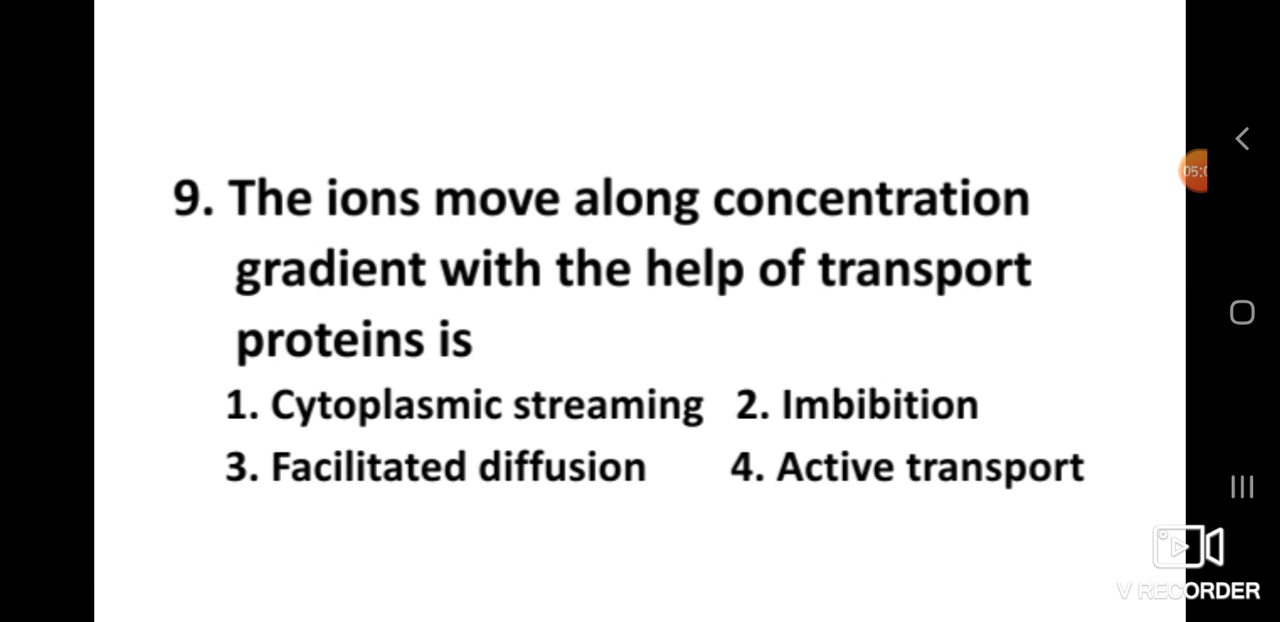 9. The ions move along concentration
gradient with the help of transport
proteins is
1. Cytoplasmic streaming 2. Imbibition
3. Facilitated diffusion 4. Active transport
V RECORDER